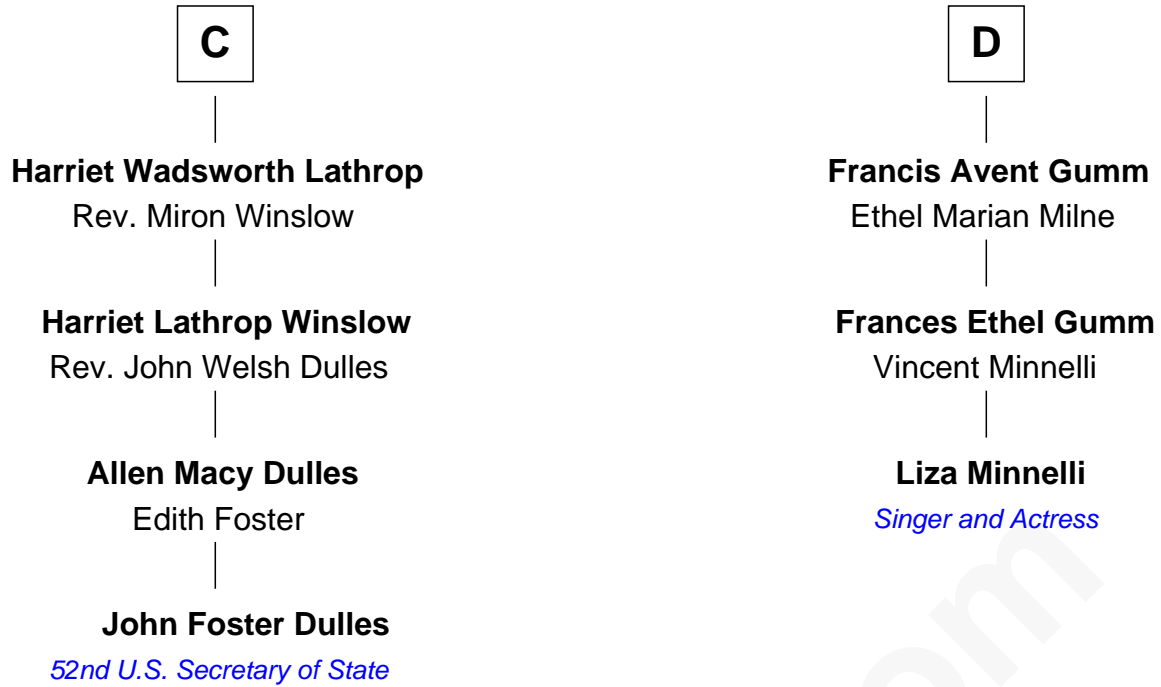 C
Harriet Wadsworth Lathrop
Rev. Miron Winslow
Harriet Lathrop Winslow
Rev. John Welsh Dulles
Allen Macy Dulles
Edith Foster
John Foster Dulles
52nd U.S. Secretary of State
D
Francis Avent Gumm
Ethel Marian Milne
Frances Ethel Gumm
Vincent Minnelli
Liza Minnelli
Singer and Actress
om